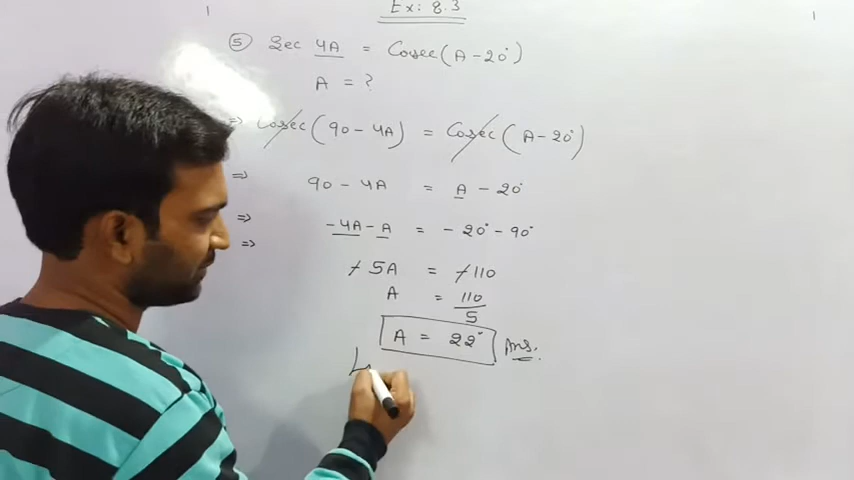 Ex: 8.3
⑤ Sec 4A = Cosec(A-20°)
A = ?
=> Cosec(90-4A) = Cosec(A-20°)
=> 90-4A = A-20°
=> -4A-A = -20°-90°
=> -5A = -110
A = 110/5
A = 22° Ans.